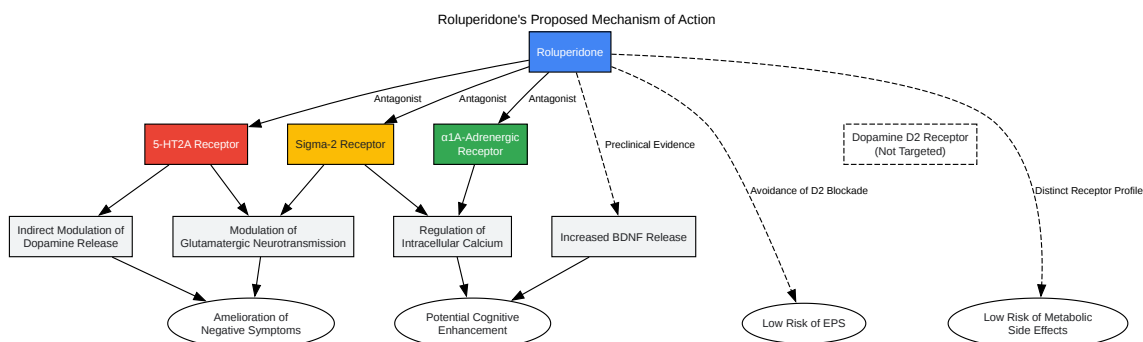 Roluperidone's Proposed Mechanism of Action
Roluperidone
Antagonist
Antagonist
Antagonist
5-HT2A Receptor
Sigma-2 Receptor
α1A-Adrenergic
Receptor
Preclinical Evidence
Dopamine D2 Receptor
(Not Targeted)
Avoidance of D2 Blockade
Distinct Receptor Profile
Indirect Modulation of
Dopamine Release
Modulation of
Glutamatergic Neurotransmission
Regulation of
Intracellular Calcium
Increased BDNF Release
Amelioration of
Negative Symptoms
Potential Cognitive
Enhancement
Low Risk of EPS
Low Risk of Metabolic
Side Effects